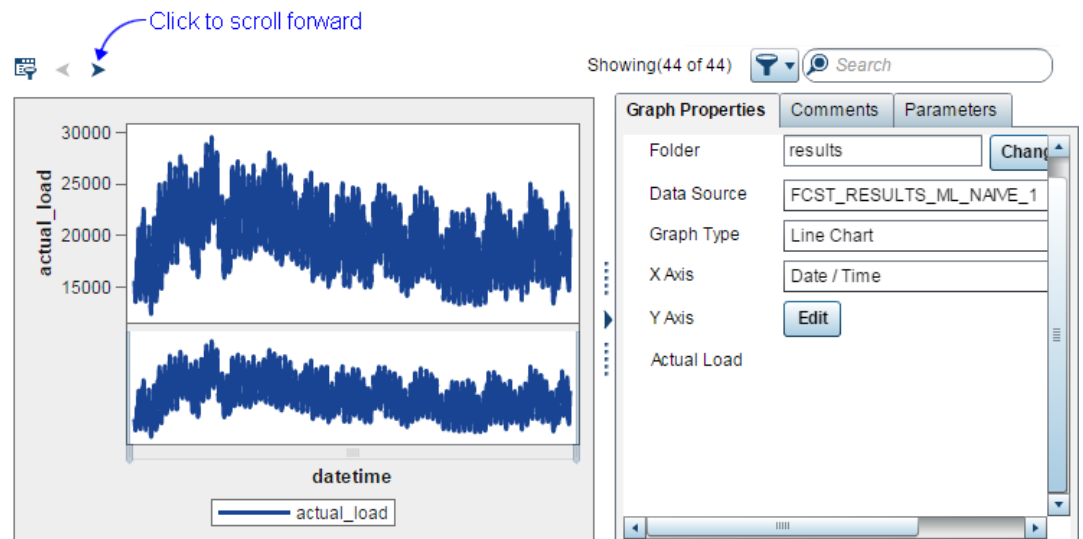 Click to scroll forward
Showing(44 of 44)
Search
30000
25000
20000
15000
actual_load
datetime
actual_load
Graph Properties
Comments
Parameters
Folder
results
Chang
Data Source
FCST_RESULTS_ML_NAIVE_1
Graph Type
Line Chart
X Axis
Date / Time
Y Axis
Edit
Actual Load